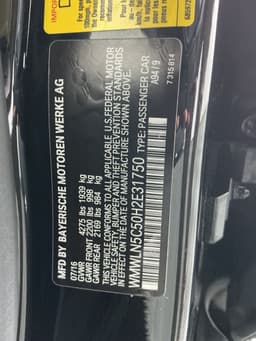 MFD BY BAYERISCHE MOTOREN WERKE AG
07/16
GVWR 4275 lbs 1939 kg
GAWR FRONT 2200 lbs 998 kg
GAWR REAR 2169 lbs 984 kg
THIS VEHICLE CONFORMS TO ALL APPLICABLE U.S.FEDERAL MOTOR
VEHICLE SAFETY, BUMPER AND THEFT PREVENTION STANDARDS
IN EFFECT ON THE DATE OF MANUFACTURE SHOWN ABOVE.
WMWLN5C50H2E31750 TYPE: PASSENGER CAR
A94 / 9
7 315 814